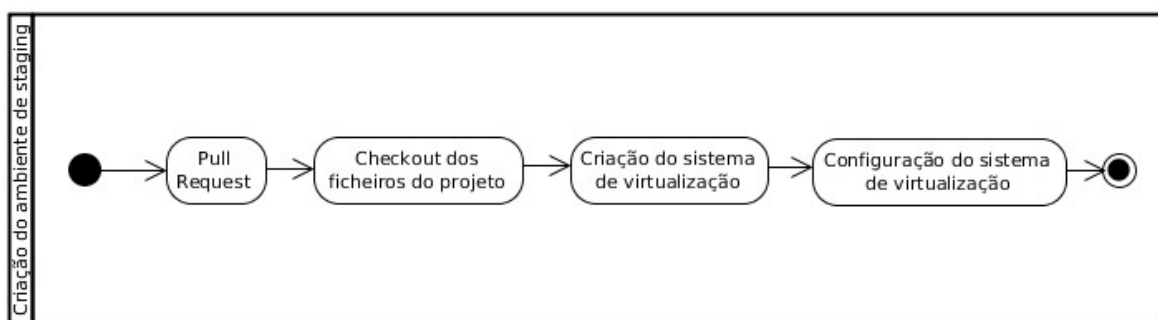 Criação do ambiente de staging
Pull
Request
Checkout dos
ficheiros do projeto
Criação do sistema
de virtualização
Configuração do sistema
de virtualização